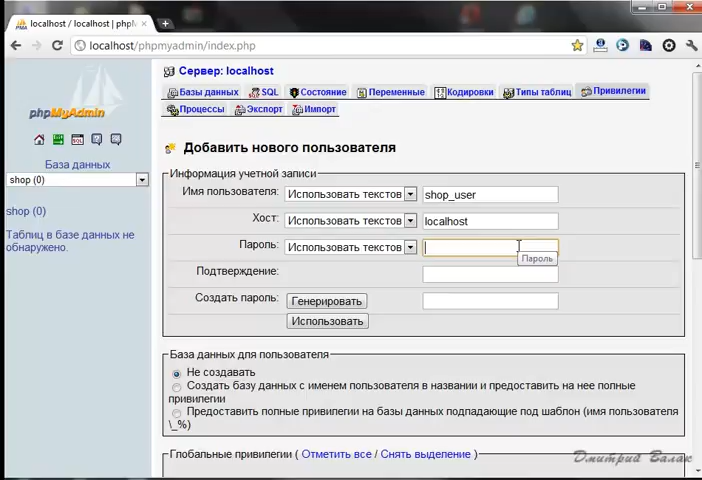 localhost / localhost | phpM
localhost/phpmyadmin/index.php
phpMyAdmin
База данных
shop (0)
shop (0)
Таблиц в базе данных не
обнаружено.
Сервер: localhost
Базы данных SQL Состояние Переменные Кодировки Типы таблиц Привилегии
Процессы Экспорт Импорт
Добавить нового пользователя
Информация учетной записи
Имя пользователя: Использовать текстов shop_user
Хост: Использовать текстов localhost
Пароль: Использовать текстов
Пароль
Подтверждение:
Создать пароль: Генерировать
Использовать
База данных для пользователя
Не создавать
Создать базу данных с именем пользователя в названии и предоставить на нее полные
привилегии
Предоставить полные привилегии на базы данных подпадающие под шаблон (имя пользователя
\_%)
Глобальные привилегии ( Отметить все / Снять выделение )
Дмитрий Валак